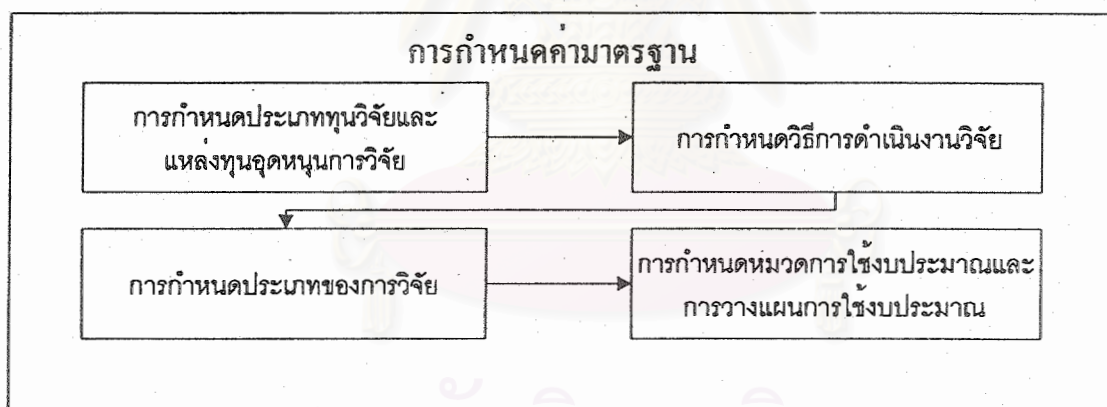 การกำหนดค่ามาตรฐาน
การกำหนดประเภททุนวิจัยและ
แหล่งทุนอุดหนุนการวิจัย
การกำหนดวิธีการดำเนินงานวิจัย
การกำหนดประเภทของการวิจัย
การกำหนดหมวดการใช้งบประมาณและ
การวางแผนการใช้งบประมาณ